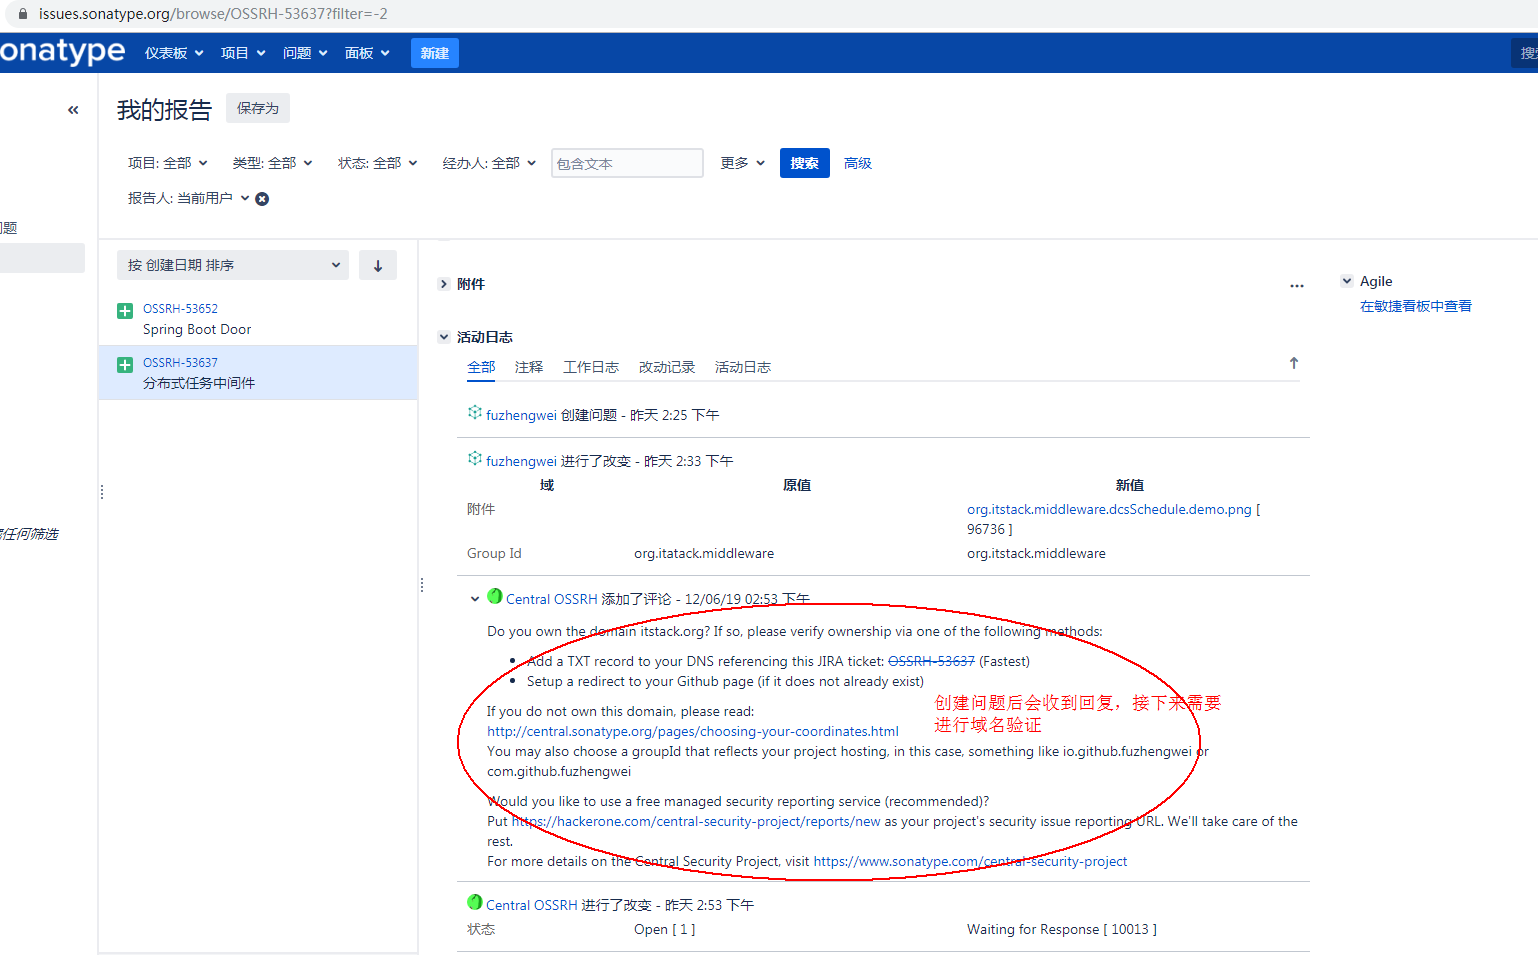 issues.sonatype.org/browse/OSSRH-53637?filter=-2
onatype 仪表板 项目 问题 面板 新建 搜索
«
我的报告 保存为
项目: 全部 类型: 全部 状态: 全部 经办人: 全部 包含文本 更多 搜索 高级
报告人: 当前用户
问题
按 创建日期 排序
OSSRH-53652
Spring Boot Door
OSSRH-53637
分布式任务中间件
任何筛选
附件
Agile
在敏捷看板中查看
活动日志
全部 注释 工作日志 改动记录 活动日志
fuzhengwei 创建问题 - 昨天 2:25 下午
fuzhengwei 进行了改变 - 昨天 2:33 下午
域 原值 新值
附件 org.itstack.middleware.dcsSchedule.demo.png [
96736 ]
Group Id org.itatack.middleware org.itstack.middleware
Central OSSRH 添加了评论 - 12/06/19 02:53 下午
Do you own the domain itstack.org? If so, please verify ownership via one of the following methods:
• Add a TXT record to your DNS referencing this JIRA ticket: OSSRH-53637 (Fastest)
• Setup a redirect to your Github page (if it does not already exist)
创建问题后会收到回复，接下来需要
进行域名验证
If you do not own this domain, please read:
http://central.sonatype.org/pages/choosing-your-coordinates.html
You may also choose a groupId that reflects your project hosting, in this case, something like io.github.fuzhengwei or
com.github.fuzhengwei
Would you like to use a free managed security reporting service (recommended)?
Put https://hackerone.com/central-security-project/reports/new as your project's security issue reporting URL. We'll take care of the
rest.
For more details on the Central Security Project, visit https://www.sonatype.com/central-security-project
Central OSSRH 进行了改变 - 昨天 2:53 下午
状态 Open [ 1 ] Waiting for Response [ 10013 ]